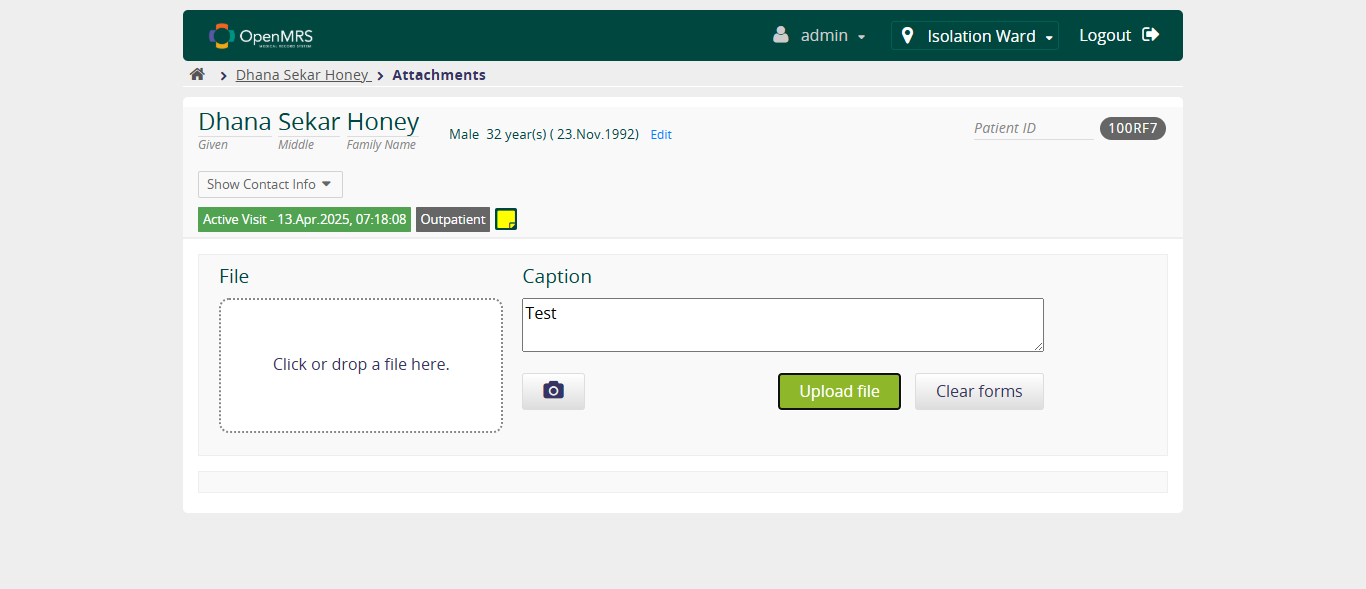 OpenMRS
MEDICAL RECORD SYSTEM
admin
Isolation Ward
Logout
Dhana Sekar Honey
Attachments
Dhana Sekar Honey
Given Middle Family Name
Male 32 year(s) ( 23.Nov.1992) Edit
Patient ID 100RF7
Show Contact Info
Active Visit - 13.Apr.2025, 07:18:08 Outpatient
File
Click or drop a file here.
Caption
Test
Upload file Clear forms